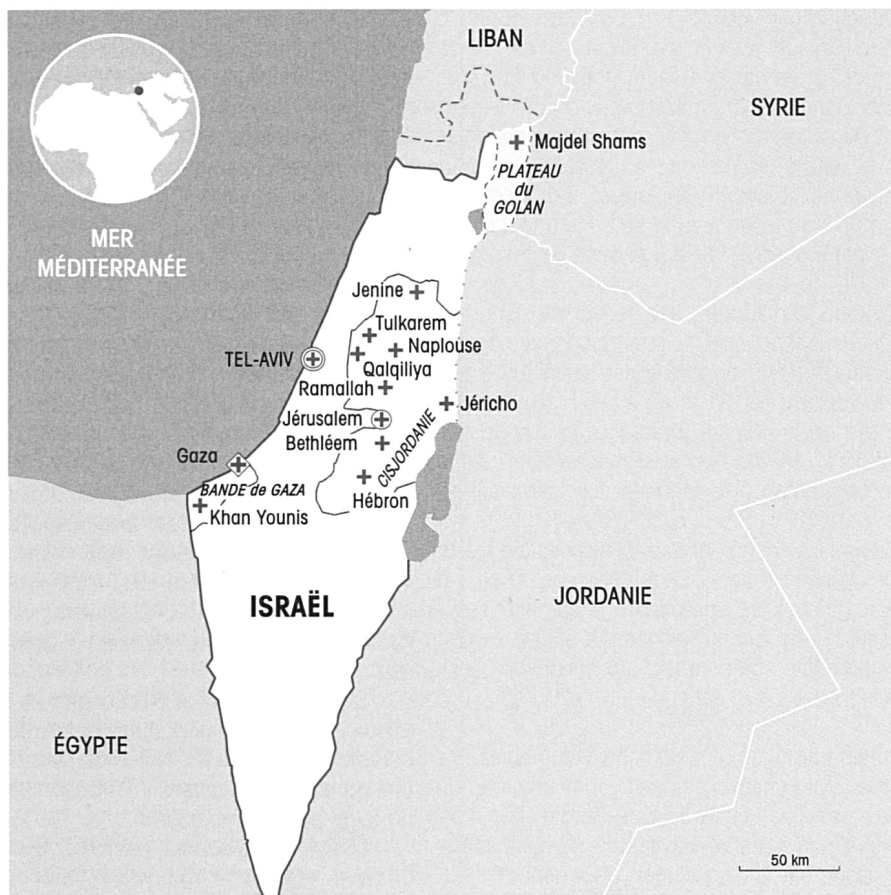 LIBAN
SYRIE
Majdel Shams
PLATEAU
du
GOLAN
MER
MÉDITERRANÉE
Jenine
Tulkarem
Naplouse
TEL-AVIV
Qalqiliya
Ramallah
Jéricho
Jérusalem
Bethléem
CISJORDANIE
Gaza
BANDE de GAZA
Hébron
Khan Younis
ISRAËL
JORDANIE
ÉGYPTE
50 km